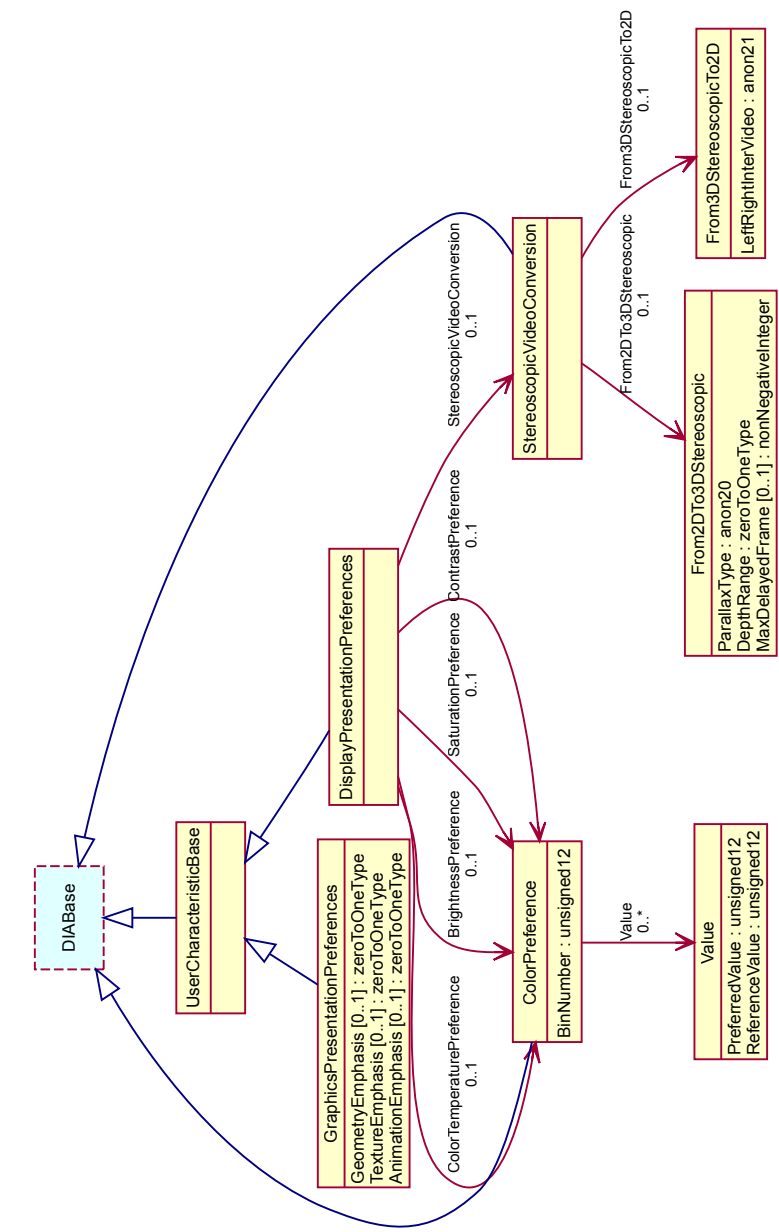 DIABase
UserCharacteristicBase
GraphicsPresentationPreferences
GeometryEmphasis [0..1] : zeroToOneType
TextureEmphasis [0..1] : zeroToOneType
AnimationEmphasis [0..1] : zeroToOneType
DisplayPresentationPreferences
ColorTemperaturePreference
0..1
BrightnessPreference
0..1
SaturationPreference
0..1
ContrastPreference
0..1
StereoscopicVideoConversion
0..1
ColorPreference
BinNumber : unsigned12
StereoscopicVideoConversion
Value
0..*
From2DTo3DStereoscopic
0..1
From3DStereoscopicTo2D
0..1
Value
PreferredValue : unsigned12
ReferenceValue : unsigned12
From2DTo3DStereoscopic
ParallaxType : anon20
DepthRange : zeroToOneType
MaxDelayedFrame [0..1] : nonNegativeInteger
From3DStereoscopicTo2D
LeftRightInterVideo : anon21